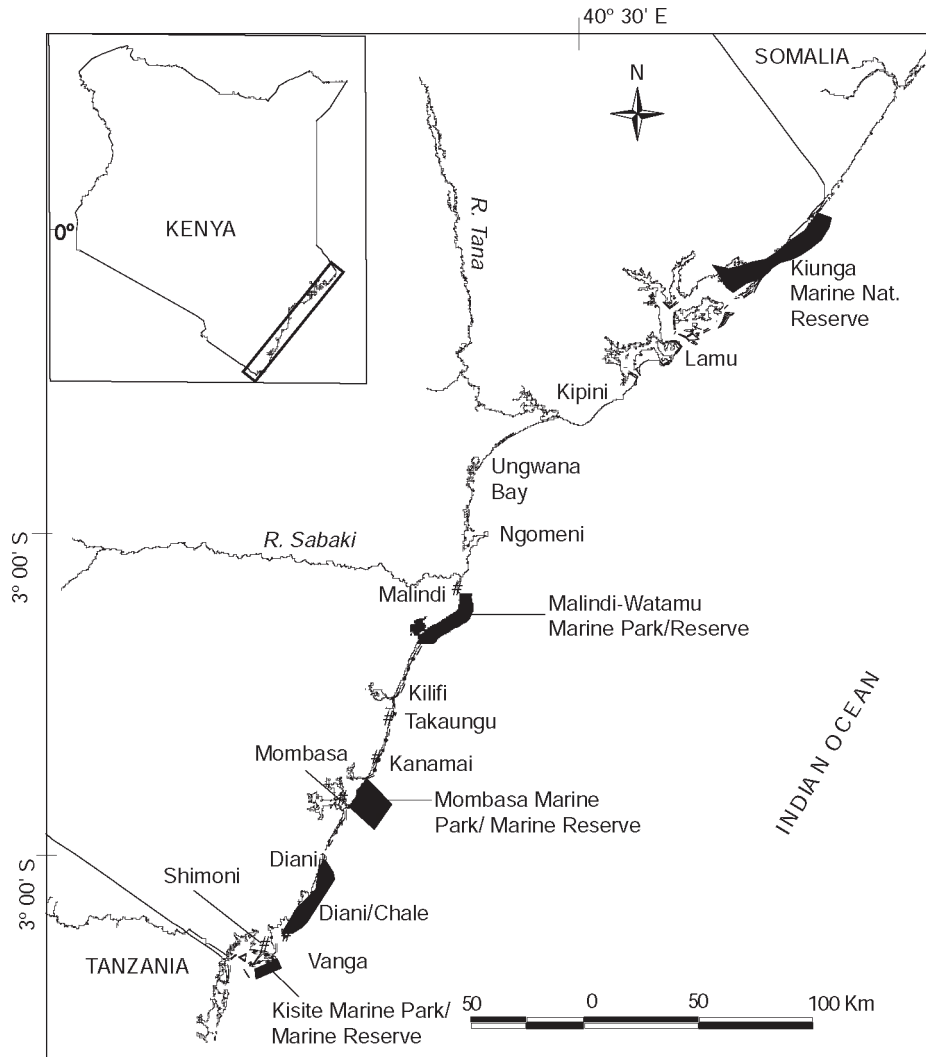 40° 30' E
SOMALIA
N
KENYA
0°
R. Tana
Kiunga
Marine Nat.
Reserve
Lamu
Kipini
Ungwana
Bay
Ngomeni
R. Sabaki
3° 00' S
Malindi
Malindi-Watamu
Marine Park/Reserve
Kilifi
Takaungu
Mombasa
Kanamai
Mombasa Marine
Park/ Marine Reserve
INDIAN OCEAN
Diani
3° 00' S
Shimoni
Diani/Chale
TANZANIA
Vanga
Kisite Marine Park/
Marine Reserve
50 0 50 100 Km